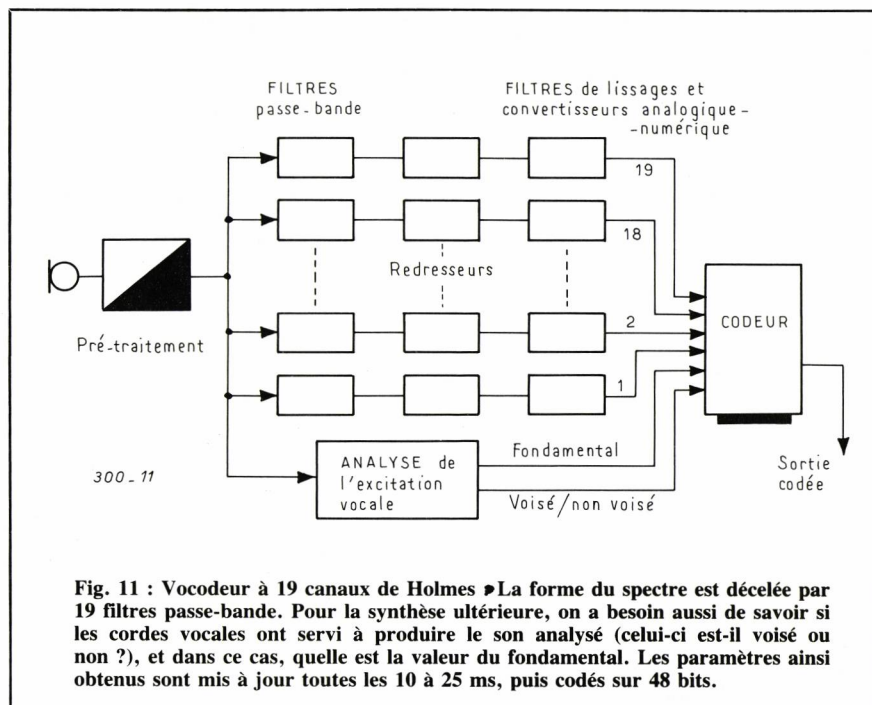 FILTRES
passe-bande
FILTRES de lissages et
convertisseurs analogique-
-numérique
19
18
Redresseurs
2
CODEUR
Pré-traitement
1
300-11
ANALYSE de
l'excitation
vocale
Fondamental
Voisé/non voisé
Sortie
codée
Fig. 11 : Vocodeur à 19 canaux de Holmes • La forme du spectre est décelée par
19 filtres passe-bande. Pour la synthèse ultérieure, on a besoin aussi de savoir si
les cordes vocales ont servi à produire le son analysé (celui-ci est-il voisé ou
non ?), et dans ce cas, quelle est la valeur du fondamental. Les paramètres ainsi
obtenus sont mis à jour toutes les 10 à 25 ms, puis codés sur 48 bits.